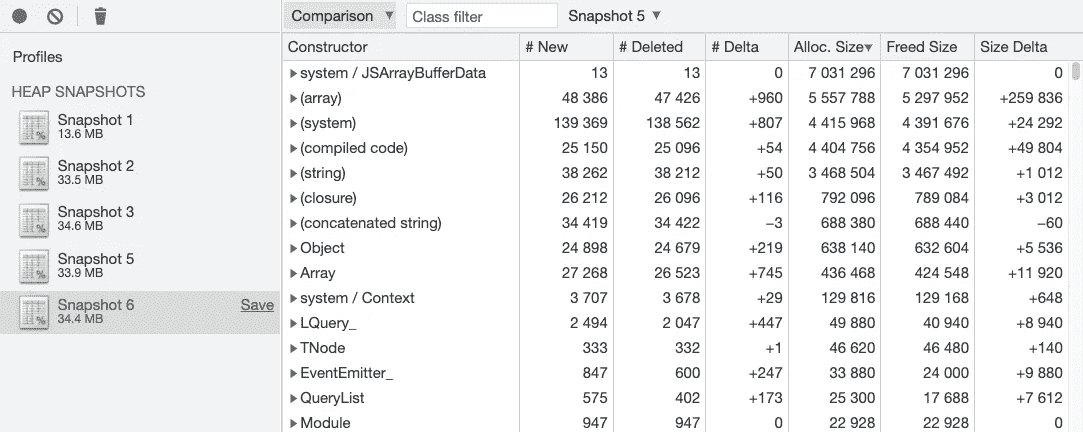 Comparison ▼ Class filter Snapshot 5 ▼
Profiles
HEAP SNAPSHOTS
Snapshot 1
13.6 MB
Snapshot 2
33.5 MB
Snapshot 3
34.6 MB
Snapshot 5
33.9 MB
Snapshot 6 Save
34.4 MB
Constructor # New # Deleted # Delta Alloc. Size▼ Freed Size Size Delta
▶system / JSArrayBufferData 13 13 0 7 031 296 7 031 296 0
▶(array) 48 386 47 426 +960 5 557 788 5 297 952 +259 836
▶(system) 139 369 138 562 +807 4 415 968 4 391 676 +24 292
▶(compiled code) 25 150 25 096 +54 4 404 756 4 354 952 +49 804
▶(string) 38 262 38 212 +50 3 468 504 3 467 492 +1 012
▶(closure) 26 212 26 096 +116 792 096 789 084 +3 012
▶(concatenated string) 34 419 34 422 −3 688 380 688 440 −60
▶Object 24 898 24 679 +219 638 140 632 604 +5 536
▶Array 27 268 26 523 +745 436 468 424 548 +11 920
▶system / Context 3 707 3 678 +29 129 816 129 168 +648
▶LQuery_ 2 494 2 047 +447 49 880 40 940 +8 940
▶TNode 333 332 +1 46 620 46 480 +140
▶EventEmitter_ 847 600 +247 33 880 24 000 +9 880
▶QueryList 575 402 +173 25 300 17 688 +7 612
▶Module 947 947 0 22 928 22 928 0